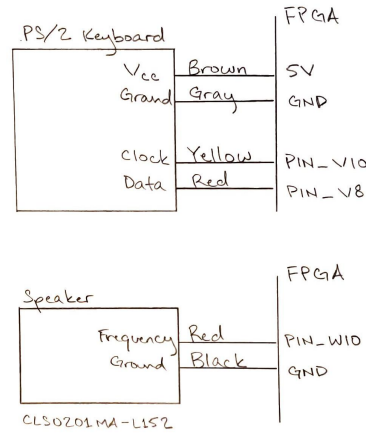 FPGA
PS/2 Keyboard
Vcc Brown 5V
Ground Gray GND
Clock Yellow PIN_V10
Data Red PIN_V8
FPGA
Speaker
Frequency Red PIN_W10
Ground Black GND
CLS0201MA-L152